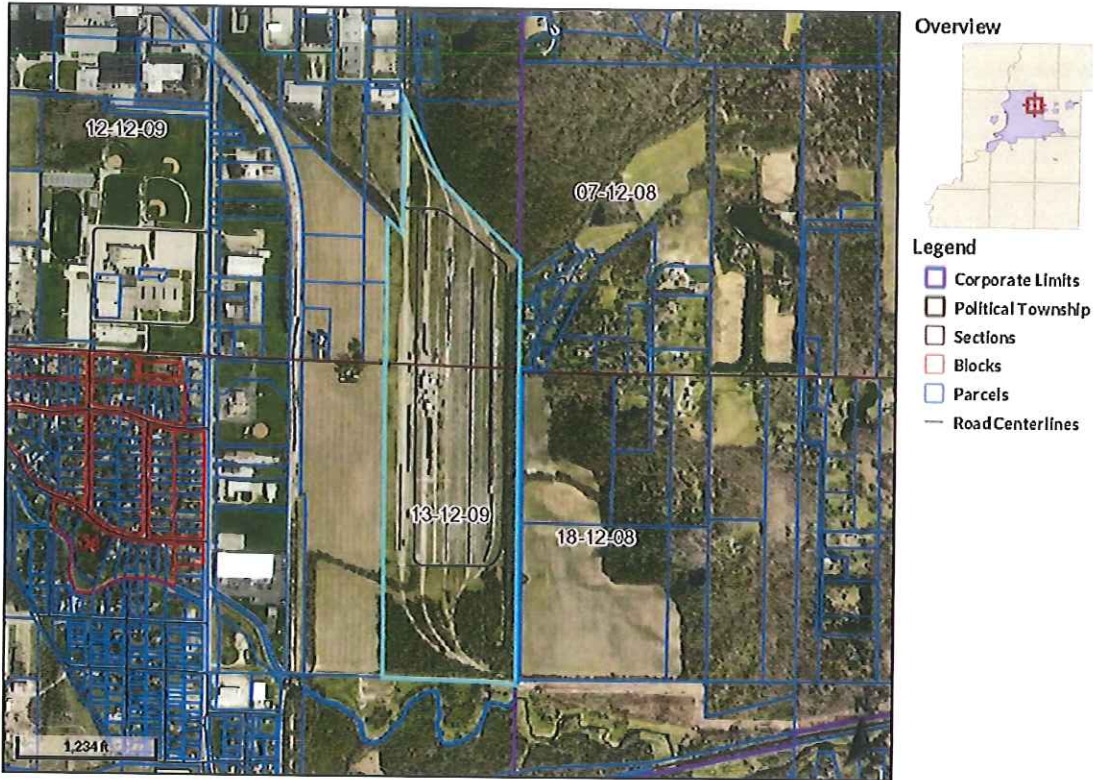 Overview
12-12-09
07-12-08
Legend
Corporate Limits
Political Township
Sections
Blocks
Parcels
Road Centerlines
13-12-09
18-12-08
1,234 ft